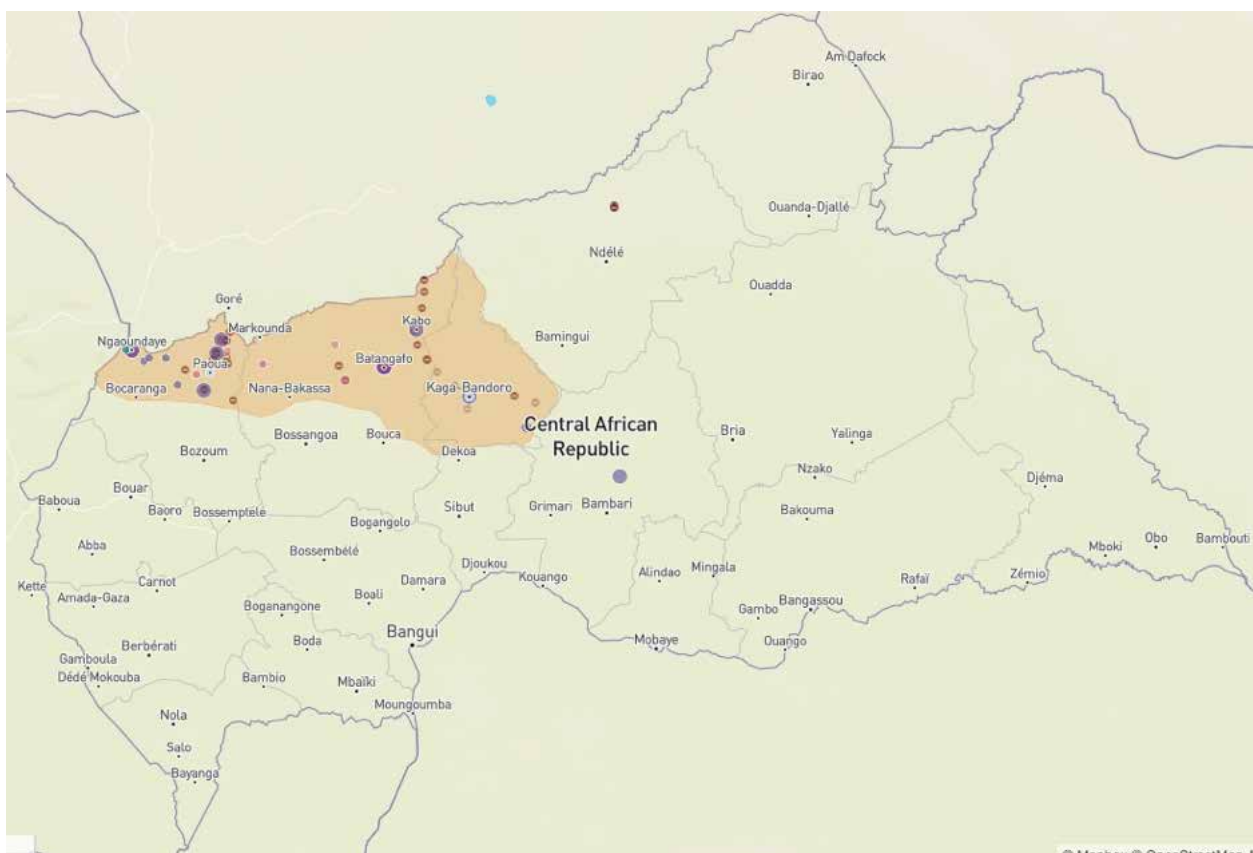 Am Dafock
Birao
Ouanda-Djallé
Ndélé
Ouadda
Goré
Markounda
Kabo
Ngaoundaye
Bamingui
Paoua
Batangafo
Bocaranga
Nana-Bakassa
Kaga-Bandoro
Central African
Republic
Bossangoa
Bouca
Bria
Yalinga
Bozoum
Dekoa
Nzako
Djéma
Bouar
Baboua
Baoro
Bossemptélé
Sibut
Grimari
Bambari
Bakouma
Bogangolo
Abba
Bossembélé
Mboki
Obo
Bambouti
Djoukou
Kouango
Alindao
Mingala
Zémio
Kette
Carnot
Damara
Rafaï
Amada-Gaza
Boali
Boganangone
Gambo
Bangassou
Bangui
Boda
Berbérati
Mobaye
Ouango
Gamboula
Dédé Mokouba
Bambio
Mbaïki
Moungoumba
Nola
Salo
Bayanga